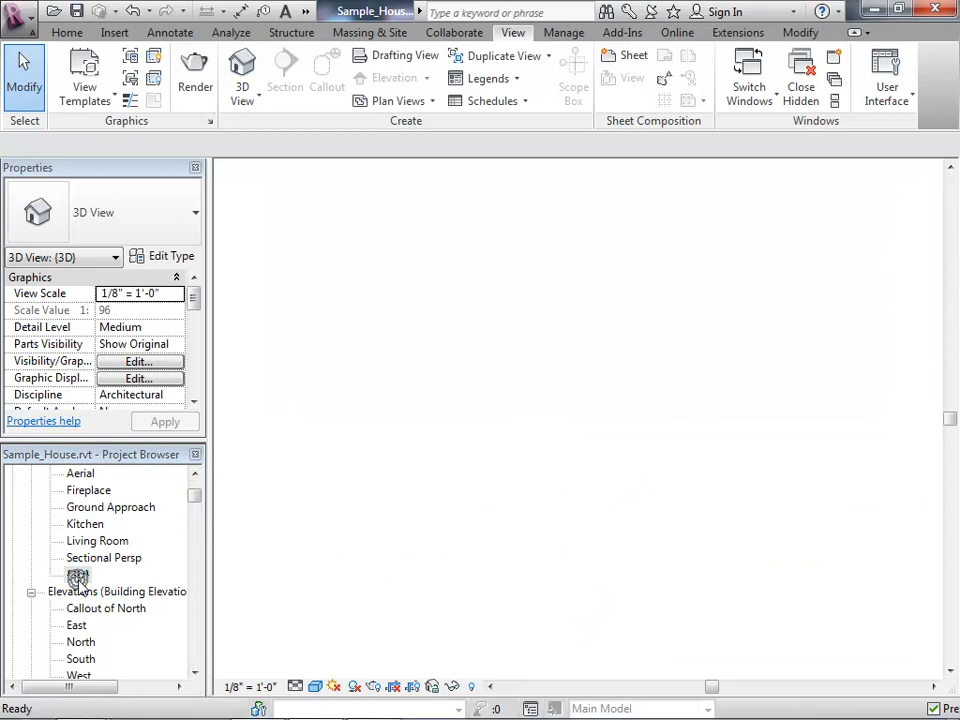 Sample_Hous...
Type a keyword or phrase
Sign In
Home Insert Annotate Analyze Structure Massing & Site Collaborate View Manage Add-Ins Online Extensions Modify
Modify
View Templates
Render
3D View
Section
Callout
Drafting View
Elevation
Plan Views
Duplicate View
Legends
Schedules
Scope Box
Sheet
View
Switch Windows
Close Hidden
User Interface
Select Graphics Create Sheet Composition Windows
Properties
3D View
3D View: {3D} Edit Type
Graphics
View Scale 1/8" = 1'-0"
Scale Value 1: 96
Detail Level Medium
Parts Visibility Show Original
Visibility/Grap... Edit...
Graphic Displ... Edit...
Discipline Architectural
Properties help Apply
Sample_House.rvt - Project Browser
Aerial
Fireplace
Ground Approach
Kitchen
Living Room
Sectional Persp
Elevations (Building Elevatio
Callout of North
East
North
South
West
1/8" = 1'-0"
Ready
:0
Main Model
Pre